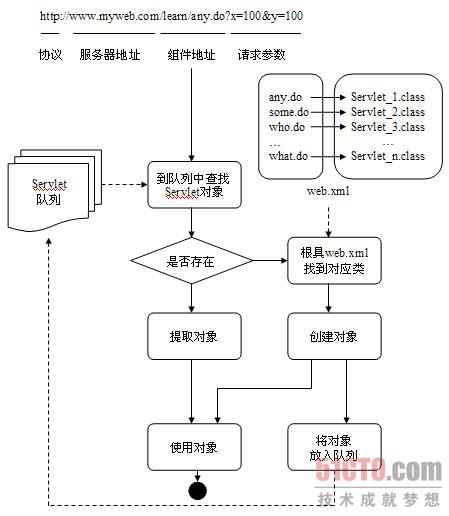 http://www.myweb.com/learn/any.do?x=100&y=100
协议 服务器地址 组件地址 请求参数
any.do Servlet_1.class
some.do Servlet_2.class
who.do Servlet_3.class
... ...
what.do Servlet_n.class
web.xml
Servlet
队列
到队列中查找
Servlet对象
是否存在
根具web.xml
找到对应类
提取对象
创建对象
使用对象
将对象
放入队列
51CTO.com
技术成就梦想